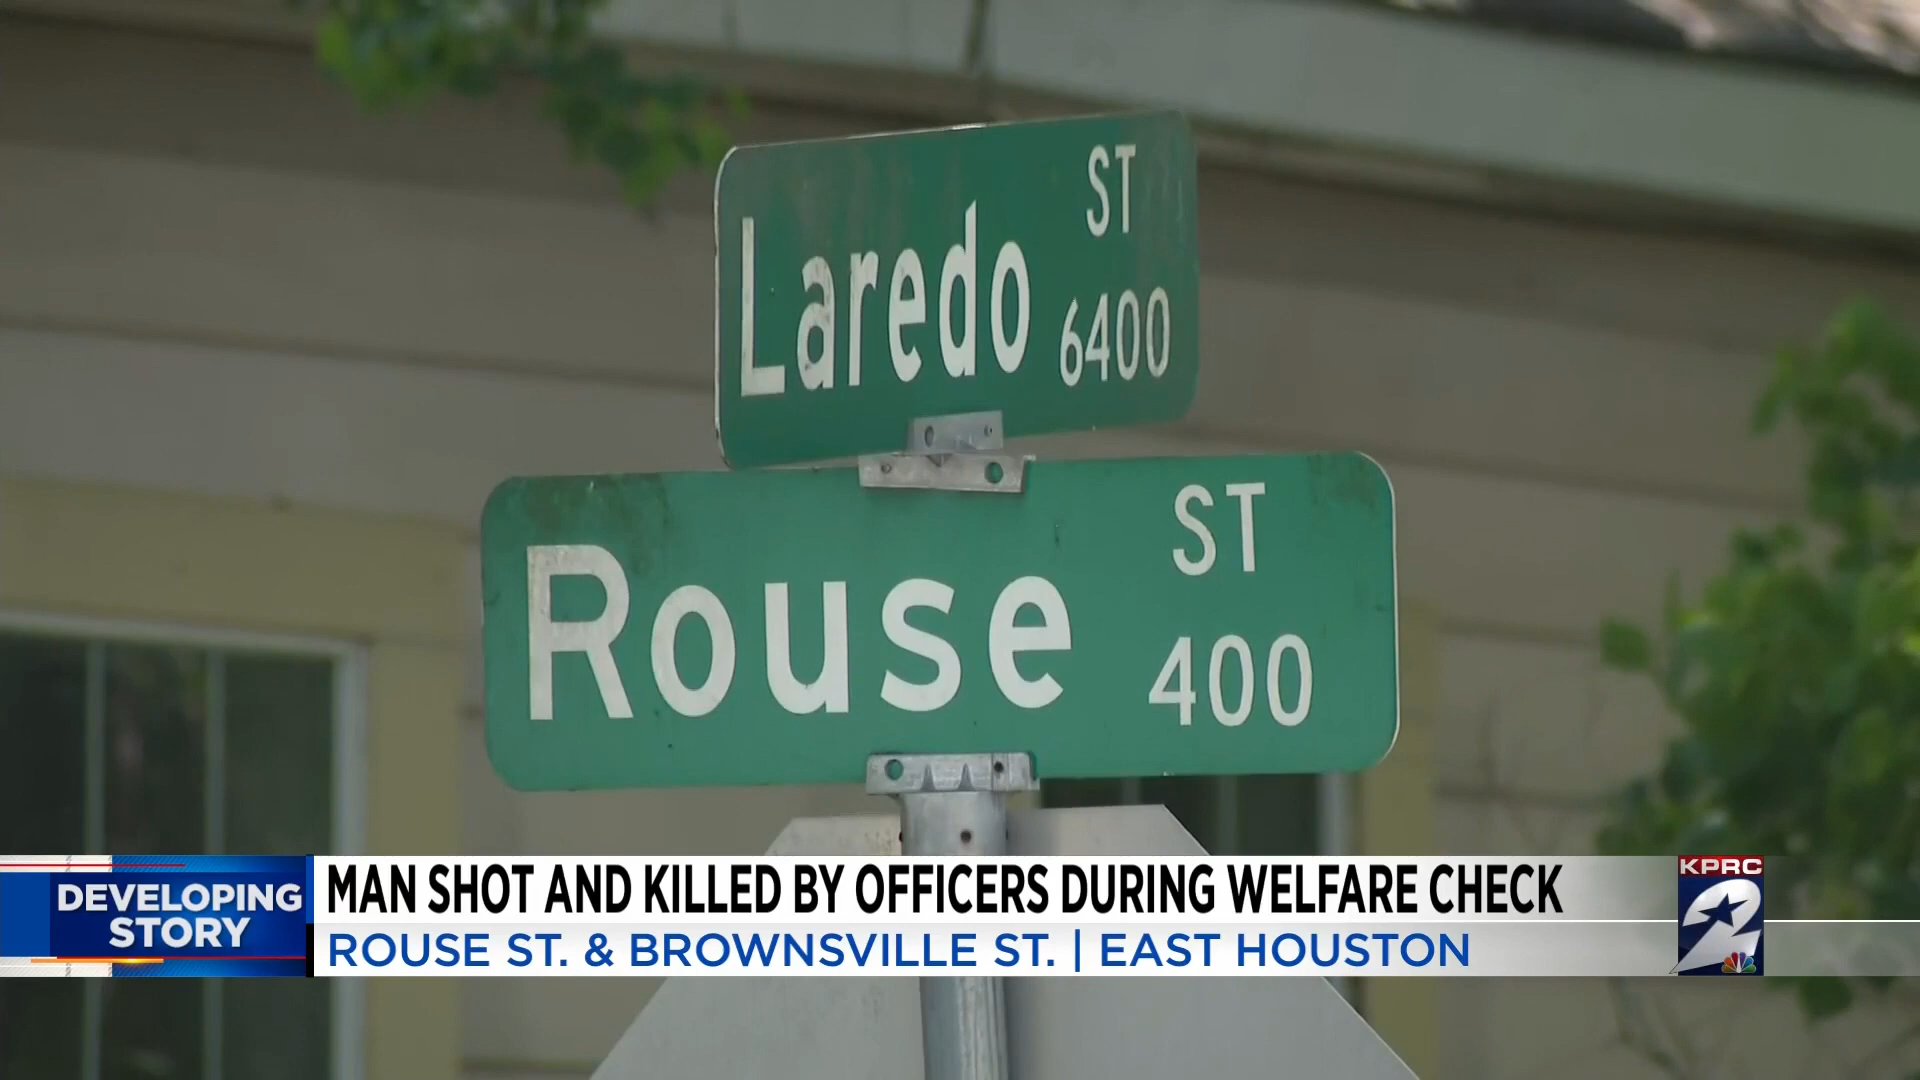 ST
Laredo
6400
ST
Rouse
400
DEVELOPING
STORY
MAN SHOT AND KILLED BY OFFICERS DURING WELFARE CHECK
ROUSE ST. & BROWNSVILLE ST. | EAST HOUSTON
KPRC
2